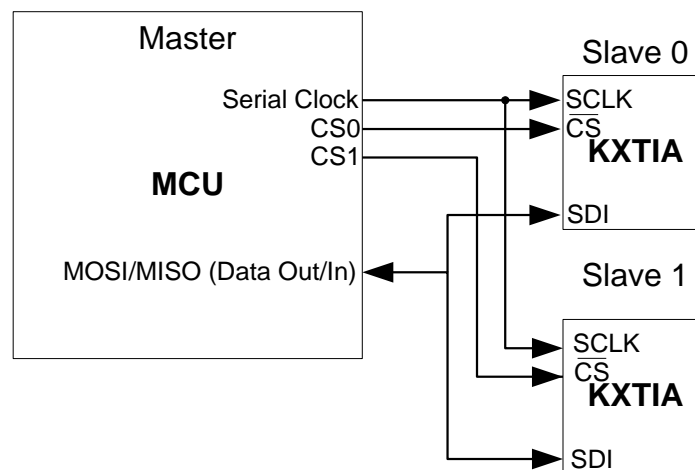 Master
Serial Clock
CS0
CS1
MCU
MOSI/MISO (Data Out/In)
Slave 0
SCLK
CS
KXTIA
SDI
Slave 1
SCLK
CS
KXTIA
SDI